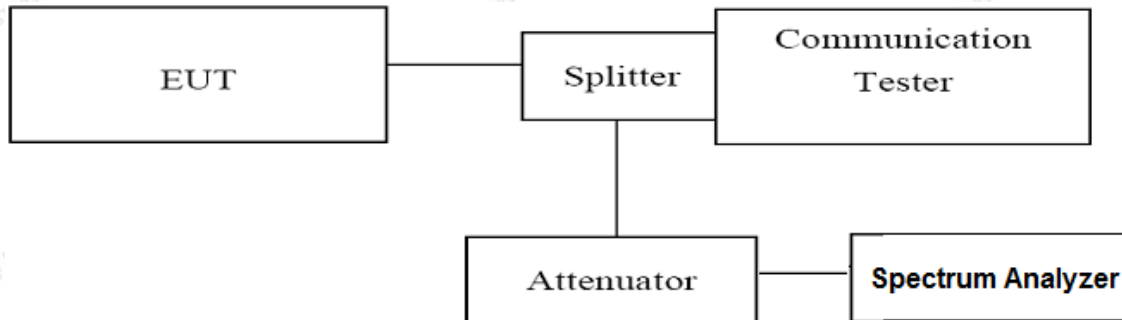 EUT
Splitter
Communication
Tester
Attenuator
Spectrum Analyzer